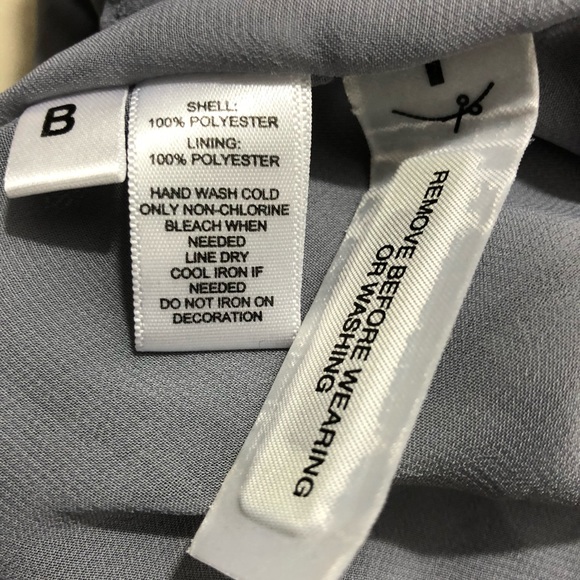 B
SHELL:
100% POLYESTER
LINING:
100% POLYESTER
HAND WASH COLD
ONLY NON-CHLORINE
BLEACH WHEN
NEEDED
LINE DRY
COOL IRON IF
NEEDED
DO NOT IRON ON
DECORATION
REMOVE BEFORE WEARING
OR WASHING